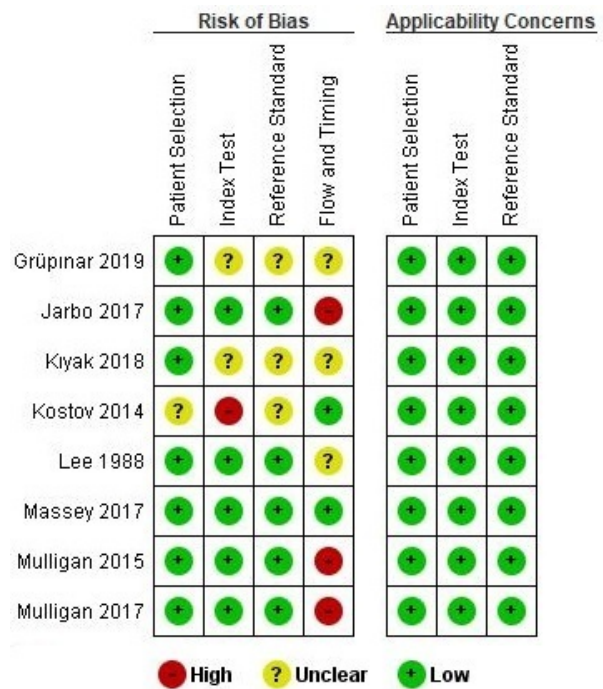 Risk of Bias Applicability Concerns
Patient Selection Index Test Reference Standard Flow and Timing Patient Selection Index Test Reference Standard
Grüpınar 2019 + ? ? ? + + +
Jarbo 2017 + + + - + + +
Kıyak 2018 + ? ? ? + + +
Kostov 2014 ? - ? + + + +
Lee 1988 + + + ? + + +
Massey 2017 + + + + + + +
Mulligan 2015 + + + - + + +
Mulligan 2017 + + + - + + +
- High ? Unclear + Low